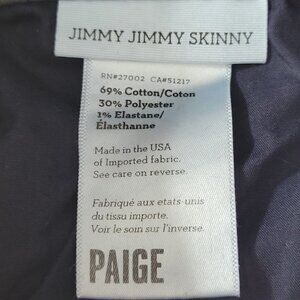 JIMMY JIMMY SKINNY
RN#27002 CA#51217
69% Cotton/Coton
30% Polyester
1% Elastane/
Élasthanne
Made in the USA
of Imported fabric.
See care on reverse.
Fabriqué aux etats-unis
du tissu importe.
Voir le soin sur l'inverse.
PAIGE